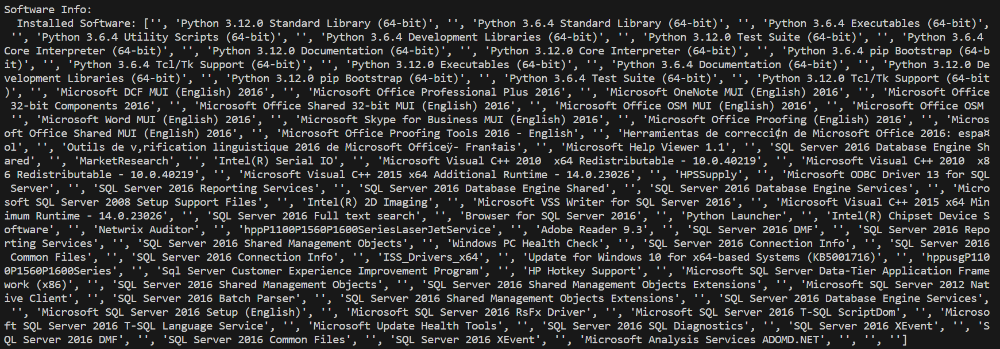 Software Info:
  Installed Software: ['', 'Python 3.12.0 Standard Library (64-bit)', '', 'Python 3.6.4 Standard Library (64-bit)', '', 'Python 3.6.4 Executables (64-bit)',
 '', 'Python 3.6.4 Utility Scripts (64-bit)', '', 'Python 3.6.4 Development Libraries (64-bit)', '', 'Python 3.12.0 Test Suite (64-bit)', '', 'Python 3.6.4
Core Interpreter (64-bit)', '', 'Python 3.12.0 Documentation (64-bit)', '', 'Python 3.12.0 Core Interpreter (64-bit)', '', 'Python 3.6.4 pip Bootstrap (64-b
it)', '', 'Python 3.6.4 Tcl/Tk Support (64-bit)', '', 'Python 3.12.0 Executables (64-bit)', '', 'Python 3.6.4 Documentation (64-bit)', '', 'Python 3.12.0 De
velopment Libraries (64-bit)', '', 'Python 3.12.0 pip Bootstrap (64-bit)', '', 'Python 3.6.4 Test Suite (64-bit)', '', 'Python 3.12.0 Tcl/Tk Support (64-bit
)', '', 'Microsoft DCF MUI (English) 2016', '', 'Microsoft Office Professional Plus 2016', '', 'Microsoft OneNote MUI (English) 2016', '', 'Microsoft Office
 32-bit Components 2016', '', 'Microsoft Office Shared 32-bit MUI (English) 2016', '', 'Microsoft Office OSM MUI (English) 2016', '', 'Microsoft Office OSM
 '', 'Microsoft Word MUI (English) 2016', '', 'Microsoft Skype for Business MUI (English) 2016', '', 'Microsoft Office Proofing (English) 2016', '', 'Micros
oft Office Shared MUI (English) 2016', '', 'Microsoft Office Proofing Tools 2016 - English', '', 'Herramientas de correcci¢n de Microsoft Office 2016: espa¤
ol', '', 'Outils de v‚rification linguistique 2016 de Microsoft Officeÿ- Fran‡ais', '', 'Microsoft Help Viewer 1.1', '', 'SQL Server 2016 Database Engine Sh
ared', '', 'MarketResearch', '', 'Intel(R) Serial IO', '', 'Microsoft Visual C++ 2010  x64 Redistributable - 10.0.40219', '', 'Microsoft Visual C++ 2010  x8
6 Redistributable - 10.0.40219', '', 'Microsoft Visual C++ 2015 x64 Additional Runtime - 14.0.23026', '', 'HPSSupply', '', 'Microsoft ODBC Driver 13 for SQL
 Server', '', 'SQL Server 2016 Reporting Services', '', 'SQL Server 2016 Database Engine Shared', '', 'SQL Server 2016 Database Engine Services', '', 'Micro
soft SQL Server 2008 Setup Support Files', '', 'Intel(R) 2D Imaging', '', 'Microsoft VSS Writer for SQL Server 2016', '', 'Microsoft Visual C++ 2015 x64 Min
imum Runtime - 14.0.23026', '', 'SQL Server 2016 Full text search', '', 'Browser for SQL Server 2016', '', 'Python Launcher', '', 'Intel(R) Chipset Device S
oftware', '', 'Netwrix Auditor', '', 'hppP1100P1560P1600SeriesLaserJetService', '', 'Adobe Reader 9.3', '', 'SQL Server 2016 DMF', '', 'SQL Server 2016 Repo
rting Services', '', 'SQL Server 2016 Shared Management Objects', '', 'Windows PC Health Check', '', 'SQL Server 2016 Connection Info', '', 'SQL Server 2016
 Common Files', '', 'SQL Server 2016 Connection Info', '', 'ISS_Drivers_x64', '', 'Update for Windows 10 for x64-based Systems (KB5001716)', '', 'hppusgP110
0P1560P1600Series', '', 'Sql Server Customer Experience Improvement Program', '', 'HP Hotkey Support', '', 'Microsoft SQL Server Data-Tier Application Frame
work (x86)', '', 'SQL Server 2016 Shared Management Objects', '', 'SQL Server 2016 Shared Management Objects Extensions', '', 'Microsoft SQL Server 2012 Nat
ive Client', '', 'SQL Server 2016 Batch Parser', '', 'SQL Server 2016 Shared Management Objects Extensions', '', 'SQL Server 2016 Database Engine Services',
 '', 'Microsoft SQL Server 2016 Setup (English)', '', 'Microsoft SQL Server 2016 RsFx Driver', '', 'Microsoft SQL Server 2016 T-SQL ScriptDom', '', 'Microso
ft SQL Server 2016 T-SQL Language Service', '', 'Microsoft Update Health Tools', '', 'SQL Server 2016 SQL Diagnostics', '', 'SQL Server 2016 XEvent', '', 'S
QL Server 2016 DMF', '', 'SQL Server 2016 Common Files', '', 'SQL Server 2016 XEvent', '', 'Microsoft Analysis Services ADOMD.NET', '', '', '']